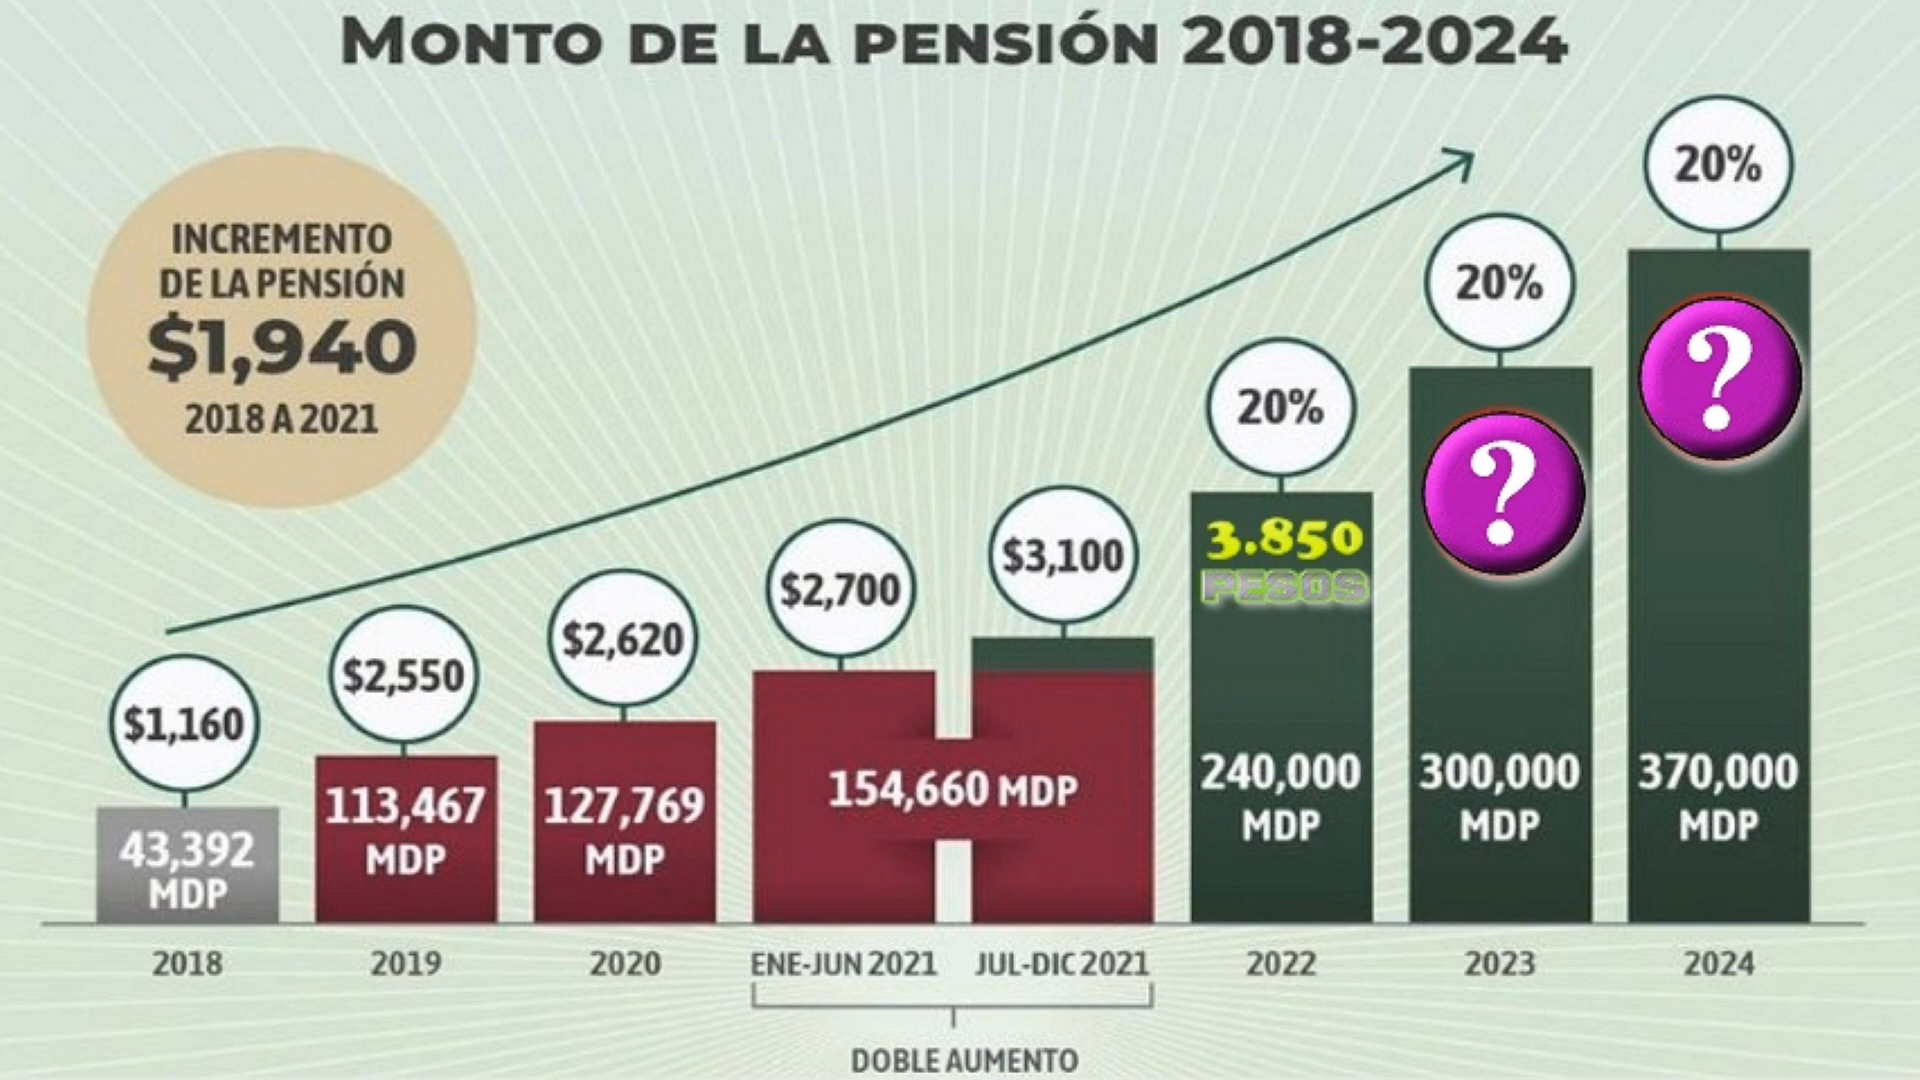 MONTO DE LA PENSIÓN 2018-2024
INCREMENTO
DE LA PENSIÓN
$1,940
2018 A 2021
$1,160
43,392
MDP
2018
$2,550
113,467
MDP
2019
$2,620
127,769
MDP
2020
$2,700
$3,100
154,660 MDP
ENE-JUN 2021
JUL-DIC 2021
DOBLE AUMENTO
20%
3.850
PESOS
240,000
MDP
2022
20%
?
300,000
MDP
2023
20%
?
370,000
MDP
2024